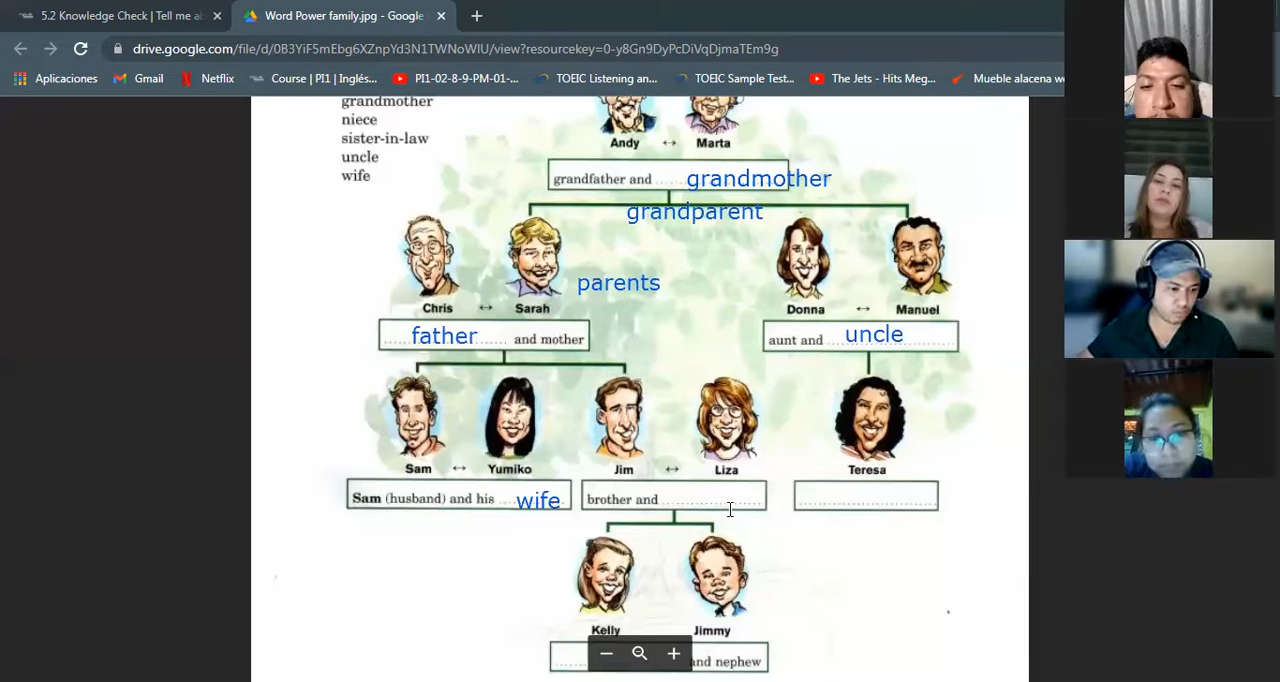 5.2 Knowledge Check | Tell me a
Word Power family.jpg - Google
drive.google.com/file/d/0B3YiF5mEbg6XZnpYd3N1TWNoWlU/view?resourcekey=0-y8Gn9DyPcDiVqDjmaTEm9g
Aplicaciones
Gmail
Netflix
Course | PI1 | Inglés...
PI1-02-8-9-PM-01-...
TOEIC Listening an...
TOEIC Sample Test...
The Jets - Hits Meg...
Mueble alacena
grandmother
niece
sister-in-law
uncle
wife
Andy ↔ Marta
grandfather and ...... grandmother
grandparent
parents
Chris ↔ Sarah
Donna ↔ Manuel
...... father ...... and mother
aunt and ...... uncle ......
Sam ↔ Yumiko
Jim ↔ Liza
Teresa
Sam (husband) and his .... wife
brother and ......................
......................
Kelly
Jimmy
...... and nephew